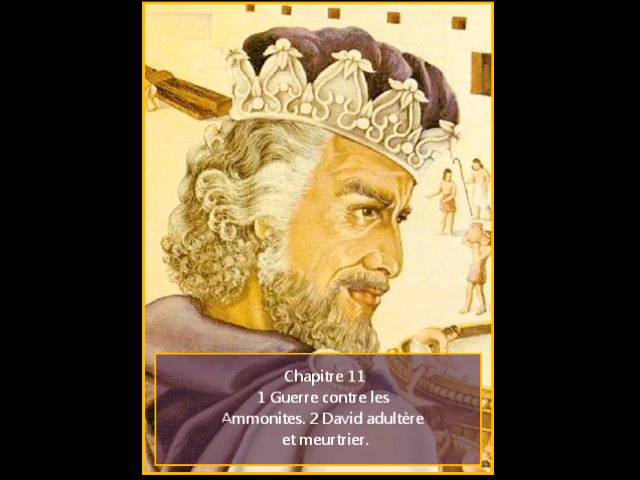 Chapitre 11
1 Guerre contre les
Ammonites. 2 David adultère
et meurtrier.